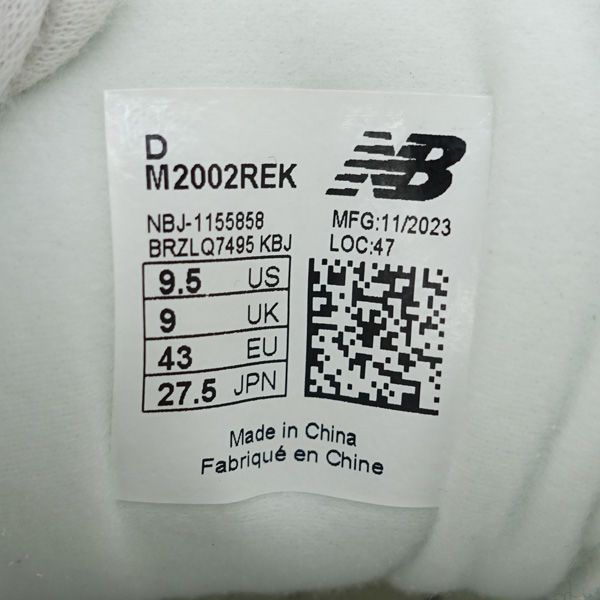 D
M2002REK
NB
NBJ-1155858
BRZLQ7495 KBJ
MFG:11/2023
LOC:47
9.5 US
9 UK
43 EU
27.5 JPN
Made in China
Fabriqué en Chine